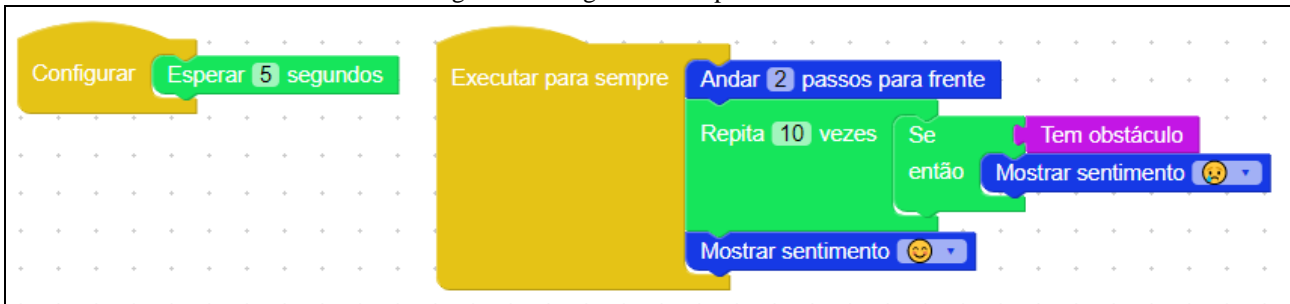 Configurar Esperar 5 segundos
Executar para sempre Andar 2 passos para frente
Repita 10 vezes Se Tem obstáculo
então Mostrar sentimento 😥
Mostrar sentimento 😊